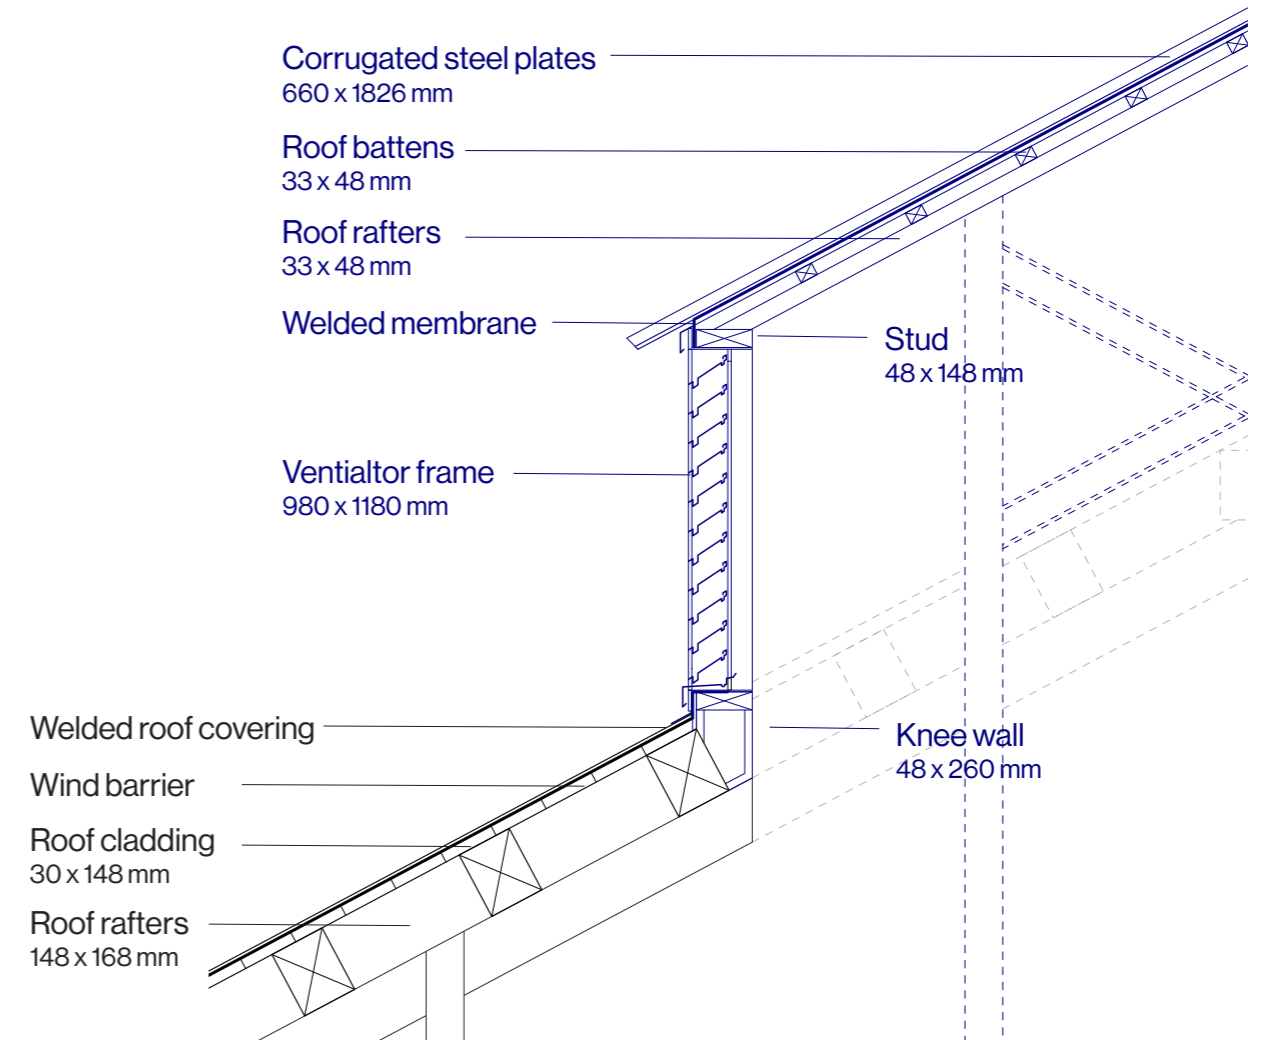 Corrugated steel plates
660 x 1826 mm
Roof battens
33 x 48 mm
Roof rafters
33 x 48 mm
Welded membrane
Stud
48 x 148 mm
Ventialtor frame
980 x 1180 mm
Welded roof covering
Knee wall
48 x 260 mm
Wind barrier
Roof cladding
30 x 148 mm
Roof rafters
148 x 168 mm